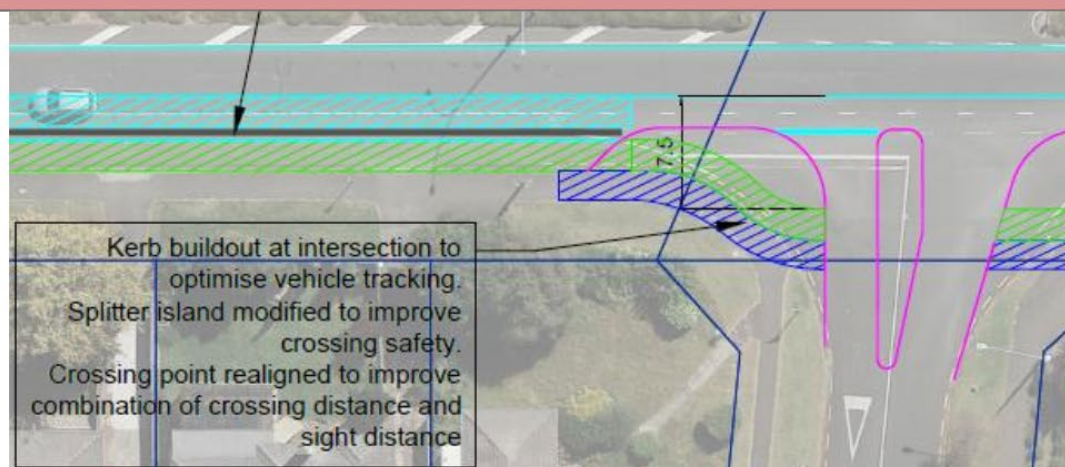 7.5
Kerb buildout at intersection to
optimise vehicle tracking.
Splitter island modified to improve
crossing safety.
Crossing point realigned to improve
combination of crossing distance and
sight distance